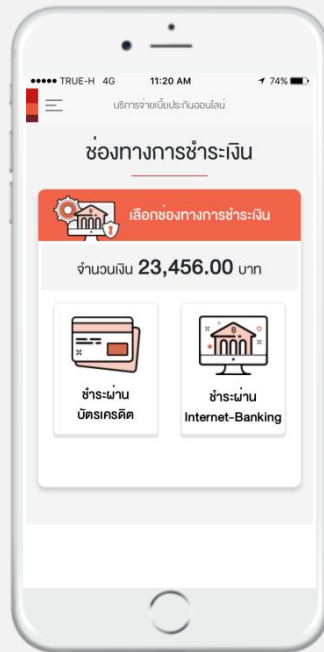 TRUE-H 4G 11:20 AM 74%
บริการจ่ายเบี้ยประกันออนไลน์
ช่องทางการชำระเงิน
เลือกช่องทางการชำระเงิน
จำนวนเงิน 23,456.00 บาท
ชำระผ่าน
บัตรเครดิต
ชำระผ่าน
Internet-Banking